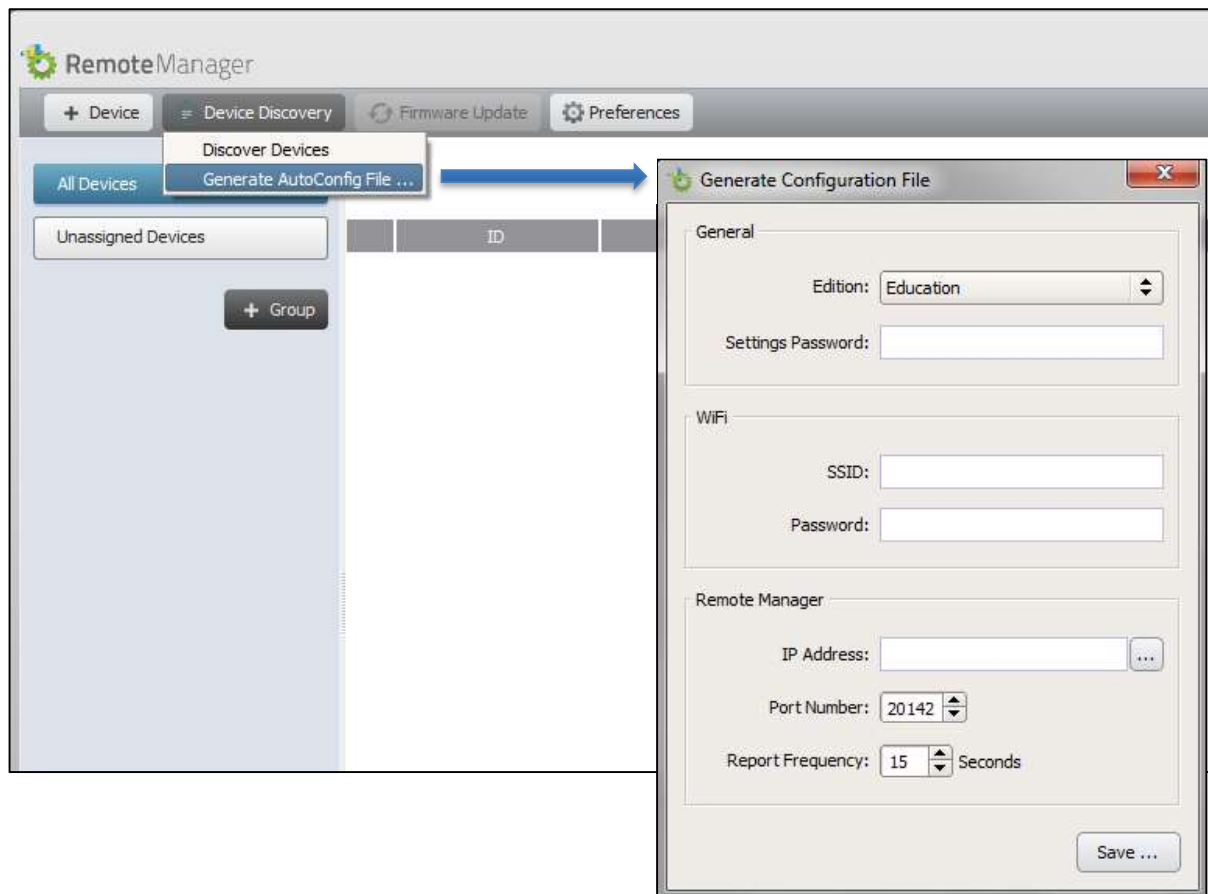 RemoteManager
+ Device
Device Discovery
Firmware Update
Preferences
Discover Devices
Generate AutoConfig File ...
All Devices
Unassigned Devices
+ Group
ID
Generate Configuration File
General
Edition: Education
Settings Password:
WiFi
SSID:
Password:
Remote Manager
IP Address: ...
Port Number: 20142
Report Frequency: 15 Seconds
Save ...